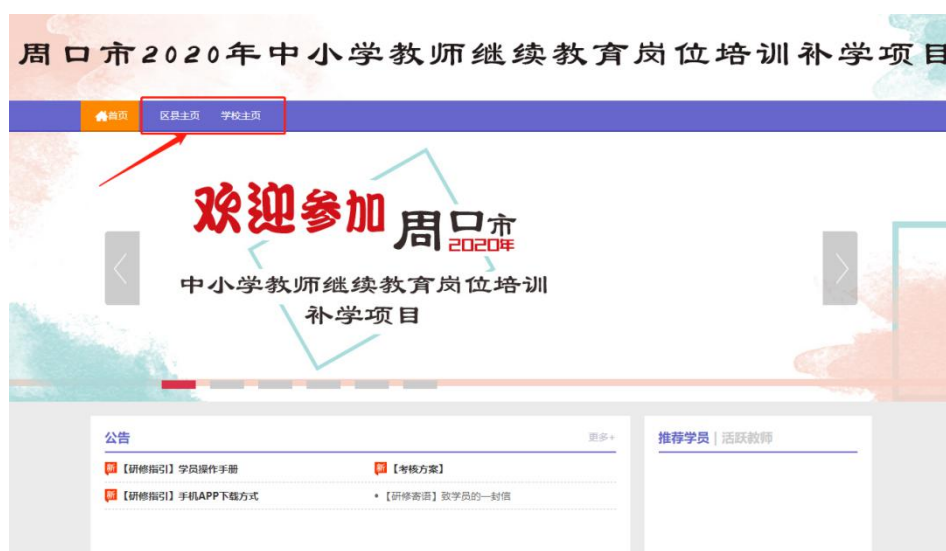 周口市2020年中小学教师继续教育岗位培训补学项目
首页 区县主页 学校主页
欢迎参加 周口市
2020年
中小学教师继续教育岗位培训
补学项目
公告 更多+ 推荐学员 | 活跃教师
新 【研修指引】学员操作手册 新 【考核方案】
新 【研修指引】手机APP下载方式 • 【研修寄语】致学员的一封信